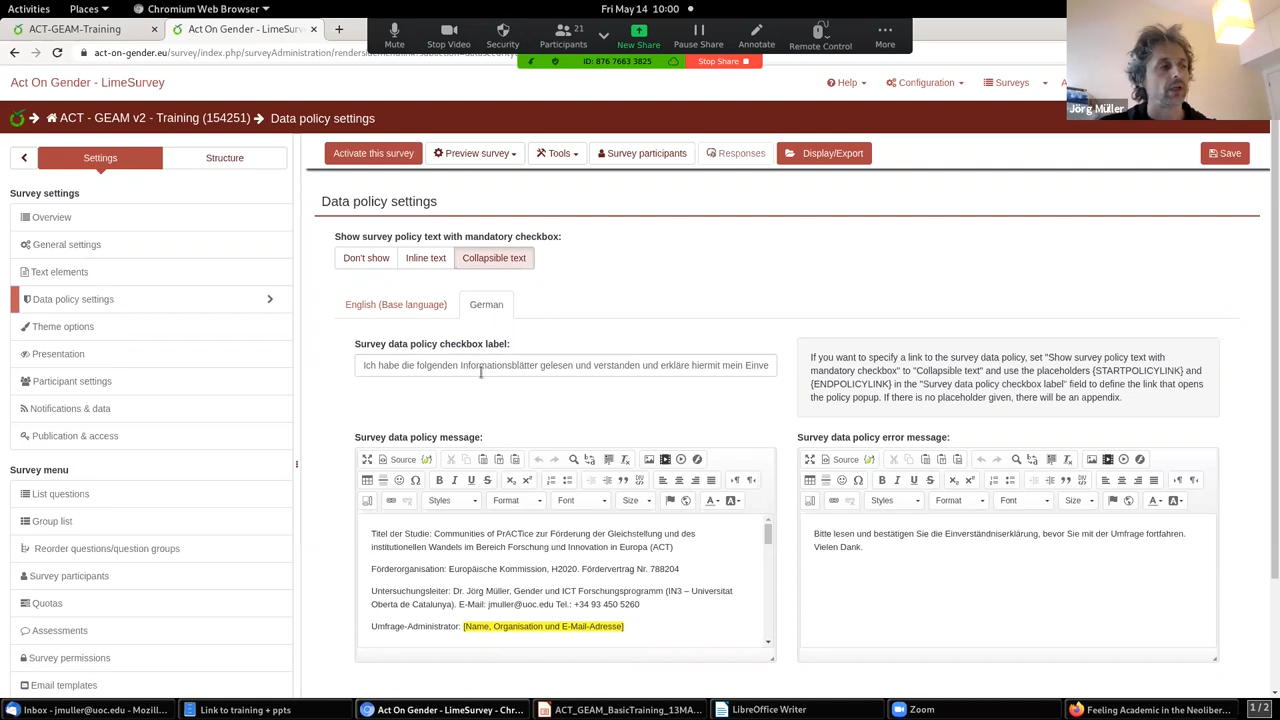 Activities Places Chromium Web Browser Fri May 14 10:00
ACT-GEAM-Training × Act On Gender - LimeSurv ×
act-on-gender.eu/survey/index.php/surveyAdministration/
Mute Stop Video Security Participants 21 New Share Pause Share Annotate Remote Control More
ID: 876 7663 3825 Stop Share
Jörg Müller
Act On Gender - LimeSurvey Help Configuration Surveys
ACT - GEAM v2 - Training (154251) Data policy settings
Settings Structure Activate this survey Preview survey Tools Survey participants Responses Display/Export Save
Survey settings
Overview
General settings
Text elements
Data policy settings
Theme options
Presentation
Participant settings
Notifications & data
Publication & access
Survey menu
List questions
Group list
Reorder questions/question groups
Survey participants
Quotas
Assessments
Survey permissions
Email templates
Data policy settings
Show survey policy text with mandatory checkbox:
Don't show Inline text Collapsible text
English (Base language) German
Survey data policy checkbox label:
Ich habe die folgenden Informationsblätter gelesen und verstanden und erkläre hiermit mein Einve
If you want to specify a link to the survey data policy, set "Show survey policy text with
mandatory checkbox" to "Collapsible text" and use the placeholders {STARTPOLICYLINK} and
{ENDPOLICYLINK} in the "Survey data policy checkbox label" field to define the link that opens
the policy popup. If there is no placeholder given, there will be an appendix.
Survey data policy message:
Source
Styles Format Font Size
Titel der Studie: Communities of PrACTice zur Förderung der Gleichstellung und des
institutionellen Wandels im Bereich Forschung und Innovation in Europa (ACT)
Förderorganisation: Europäische Kommission, H2020. Fördervertrag Nr. 788204
Untersuchungsleiter: Dr. Jörg Müller, Gender und ICT Forschungsprogramm (IN3 – Universitat
Oberta de Catalunya). E-Mail: jmuller@uoc.edu Tel.: +34 93 450 5260
Umfrage-Administrator: [Name, Organisation und E-Mail-Adresse]
Survey data policy error message:
Source
Styles Format Font Size
Bitte lesen und bestätigen Sie die Einverständniserklärung, bevor Sie mit der Umfrage fortfahren.
Vielen Dank.
Inbox - jmuller@uoc.edu - Mozill... Link to training + ppts Act On Gender - LimeSurvey - Chr... ACT_GEAM_BasicTraining_13MA... LibreOffice Writer Zoom Feeling Academic in the Neoliber... 1 / 2